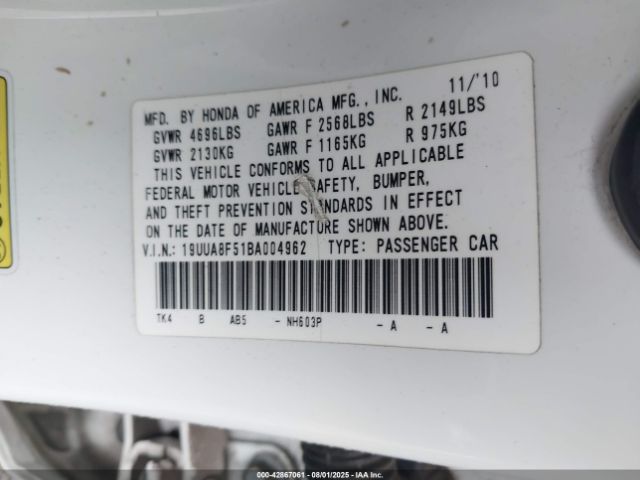 MFD. BY HONDA OF AMERICA MFG., INC. 11/'10
GVWR 4696LBS GAWR F 2568LBS R 2149LBS
GVWR 2130KG GAWR F 1165KG R 975KG
THIS VEHICLE CONFORMS TO ALL APPLICABLE
FEDERAL MOTOR VEHICLE SAFETY, BUMPER,
AND THEFT PREVENTION STANDARDS IN EFFECT
ON THE DATE OF MANUFACTURE SHOWN ABOVE.
V.I.N.: 19UUA8F51BA004962 TYPE: PASSENGER CAR
TK4 B AB5 - NH603P - A - A
000-42867061 - 08/01/2025 - IAA Inc.